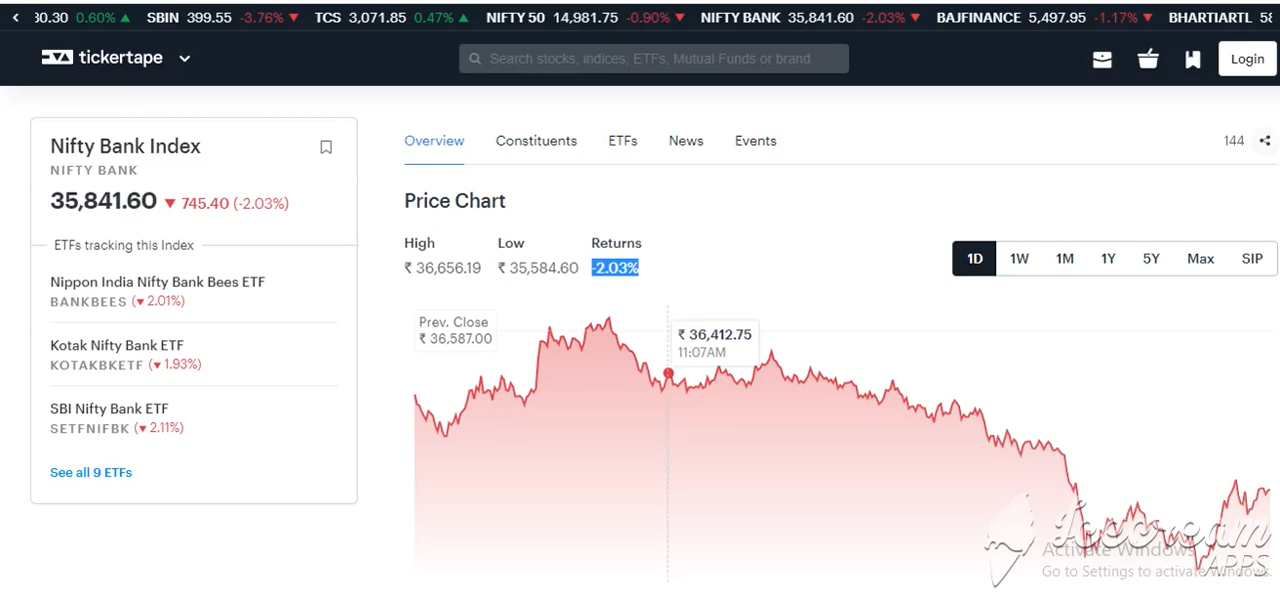 30.30 0.60% ▲ SBIN 399.55 -3.76% ▼ TCS 3,071.85 0.47% ▲ NIFTY 50 14,981.75 -0.90% ▼ NIFTY BANK 35,841.60 -2.03% ▼ BAJFINANCE 5,497.95 -1.17% ▼ BHARTIARTL
tickertape
Search stocks, indices, ETFs, Mutual Funds or brand
Login
Nifty Bank Index
NIFTY BANK
35,841.60 ▼ 745.40 (-2.03%)
ETFs tracking this Index
Nippon India Nifty Bank Bees ETF
BANKBEES (▼ 2.01%)
Kotak Nifty Bank ETF
KOTAKBKETF (▼ 1.93%)
SBI Nifty Bank ETF
SETFNIFBK (▼ 2.11%)
See all 9 ETFs
Overview Constituents ETFs News Events 144
Price Chart
High Low Returns
₹ 36,656.19 ₹ 35,584.60 -2.03%
1D 1W 1M 1Y 5Y Max SIP
Prev. Close
₹ 36,587.00
₹ 36,412.75
11:07AM
Icecream
APPS
Activate Windows
Go to Settings to activate Windows.